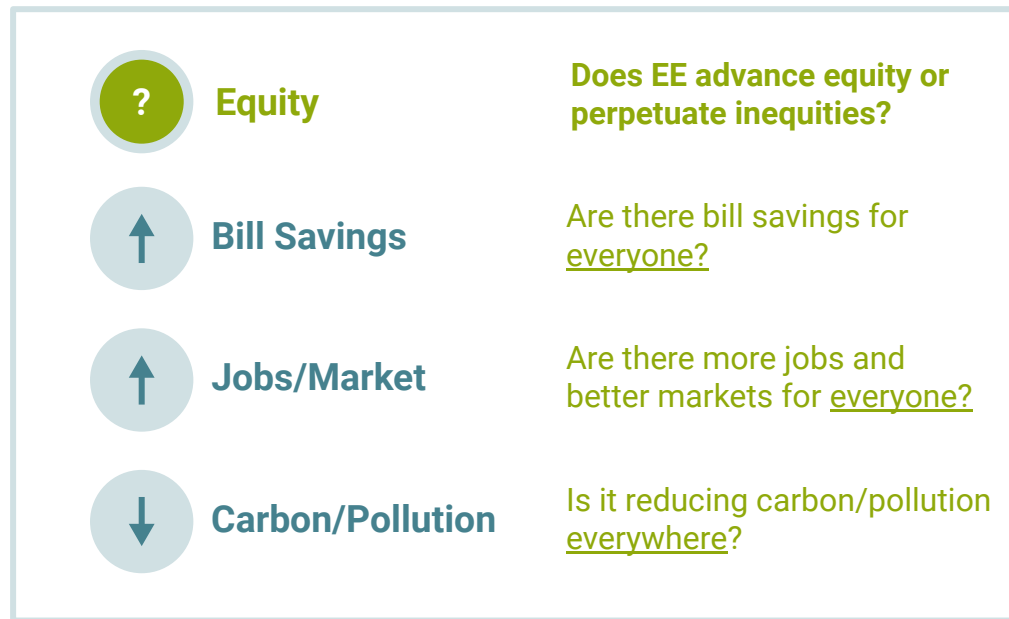 ?
Equity
Does EE advance equity or
perpetuate inequities?
Bill Savings
Are there bill savings for
everyone?
Jobs/Market
Are there more jobs and
better markets for everyone?
Carbon/Pollution
Is it reducing carbon/pollution
everywhere?